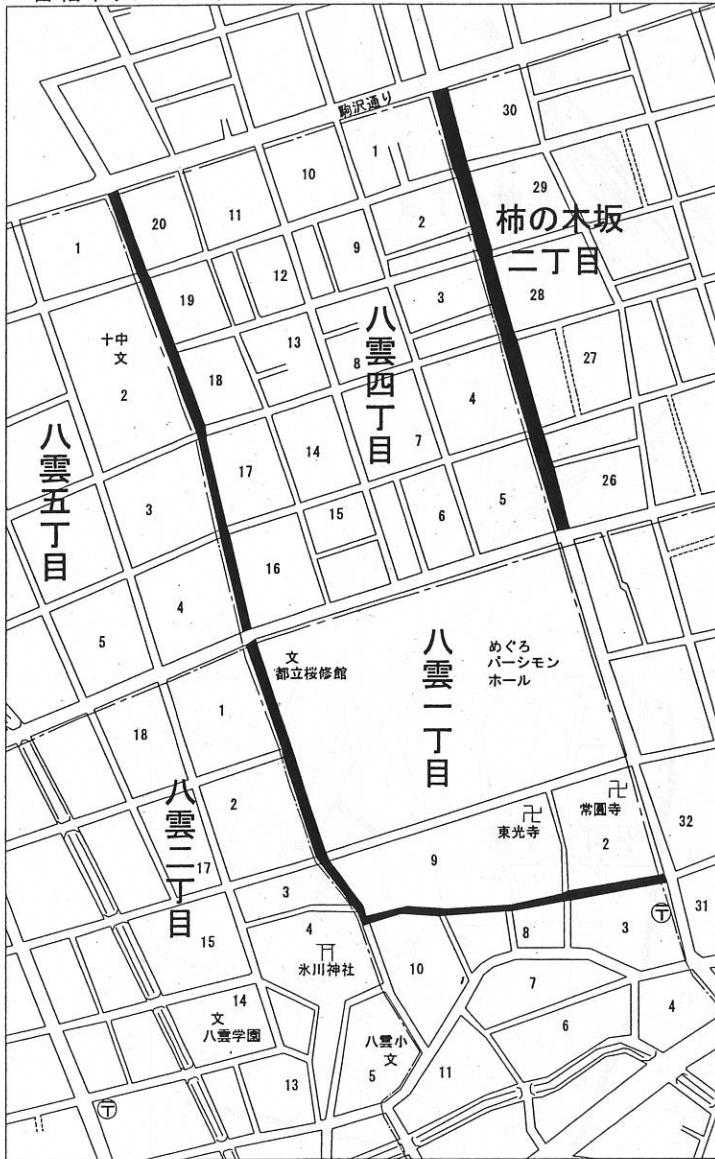 駒沢通り
30
1
10
29
11
20
2
柿の木坂
二丁目
1
9
12
19
3
28
八雲四丁目
13
十中
文
2
8
27
18
4
八雲五丁目
7
14
17
26
3
5
15
6
16
4
5
八雲一丁目
めぐろ
パーシモン
ホール
文
都立桜修館
1
18
八雲二丁目
2
卍
常圓寺
卍
東光寺
32
2
9
17
3
31
4
〒
3
8
15
氷川神社
10
7
14
文
八雲学園
4
6
八雲小
文
5
11
13
〒